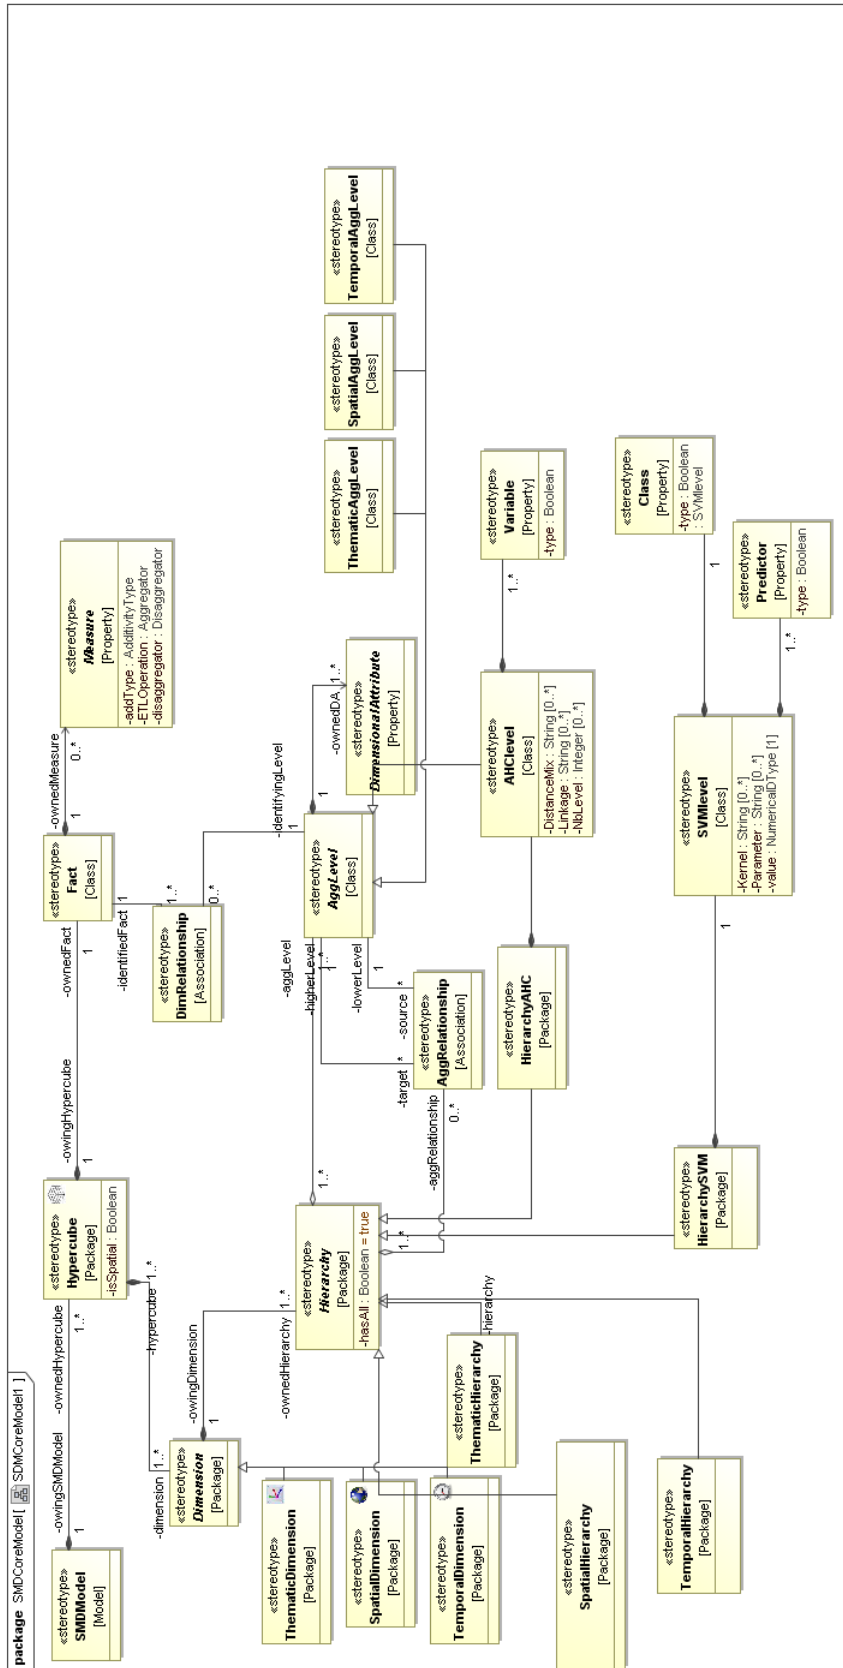 package SMDCoreModel[ SDMCoreModel1 ]
«stereotype»
SMDModel
[Model]
-owingSMDModel
1
-ownedHypercube
1..*
«stereotype»
Hypercube
[Package]
-isSpatial : Boolean
-owingHypercube
1
-ownedFact
1
«stereotype»
Fact
[Class]
-ownedMeasure
1
0..*
«stereotype»
Measure
[Property]
-addType : AdditivityType
-ETLOperation : Aggregator
-disaggregator : Disaggregator
-hypercube
1..*
-dimension
1..*
-identifiedFact
1
1..*
«stereotype»
DimRelationship
[Association]
0..*
-identifyingLevel
1
«stereotype»
Dimension
[Package]
-owingDimension
1
-ownedHierarchy
1..*
«stereotype»
ThematicDimension
[Package]
«stereotype»
SpatialDimension
[Package]
«stereotype»
TemporalDimension
[Package]
«stereotype»
Hierarchy
[Package]
-hasAll : Boolean = true
1..*
-aggLevel
-higherLevel
1..*
1
-lowerLevel
1
«stereotype»
AggLevel
[Class]
1
-ownedDA
1..*
«stereotype»
DimensionalAttribute
[Property]
«stereotype»
ThematicAggLevel
[Class]
«stereotype»
SpatialAggLevel
[Class]
«stereotype»
TemporalAggLevel
[Class]
-target
*
-source
*
«stereotype»
AggRelationship
[Association]
-aggRelationship
0..*
1..*
-hierarchy
«stereotype»
ThematicHierarchy
[Package]
«stereotype»
SpatialHierarchy
[Package]
«stereotype»
TemporalHierarchy
[Package]
«stereotype»
HierarchyAHC
[Package]
«stereotype»
AHClevel
[Class]
-DistanceMix : String [0..*]
-Linkage : String [0..*]
-NbLevel : Integer [0..*]
1..*
«stereotype»
Variable
[Property]
-type : Boolean
«stereotype»
HierarchySVM
[Package]
1
«stereotype»
SVMlevel
[Class]
-Kernel : String [0..*]
-Parameter : String [0..*]
-value : NumericalDType [1]
1
«stereotype»
Class
[Property]
-type : Boolean
: SVMlevel
1..*
«stereotype»
Predictor
[Property]
-type : Boolean